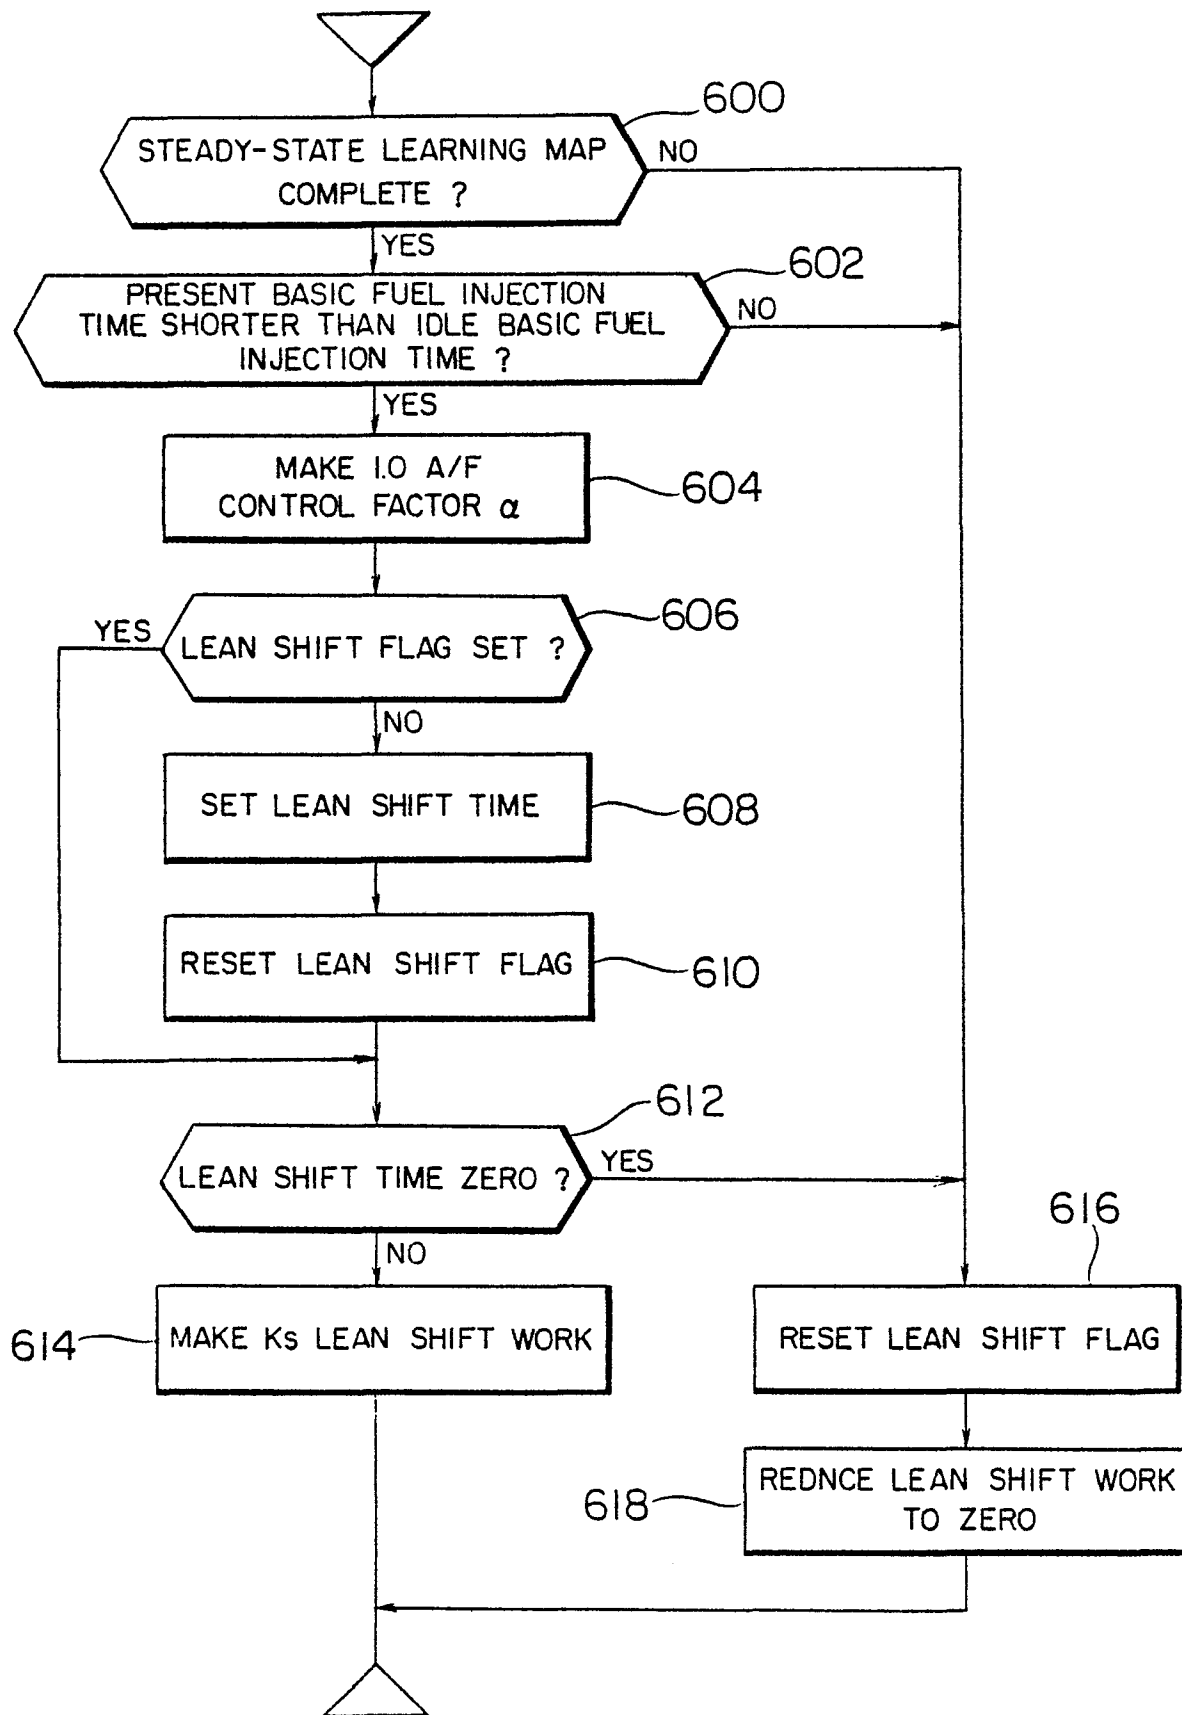 600
STEADY-STATE LEARNING MAP
COMPLETE ?
NO
YES
602
PRESENT BASIC FUEL INJECTION
TIME SHORTER THAN IDLE BASIC FUEL
INJECTION TIME ?
NO
YES
MAKE 1.0 A/F
CONTROL FACTOR α
604
606
YES
LEAN SHIFT FLAG SET ?
NO
SET LEAN SHIFT TIME
608
RESET LEAN SHIFT FLAG
610
612
LEAN SHIFT TIME ZERO ?
YES
NO
616
614
MAKE Ks LEAN SHIFT WORK
RESET LEAN SHIFT FLAG
618
REDNCE LEAN SHIFT WORK
TO ZERO